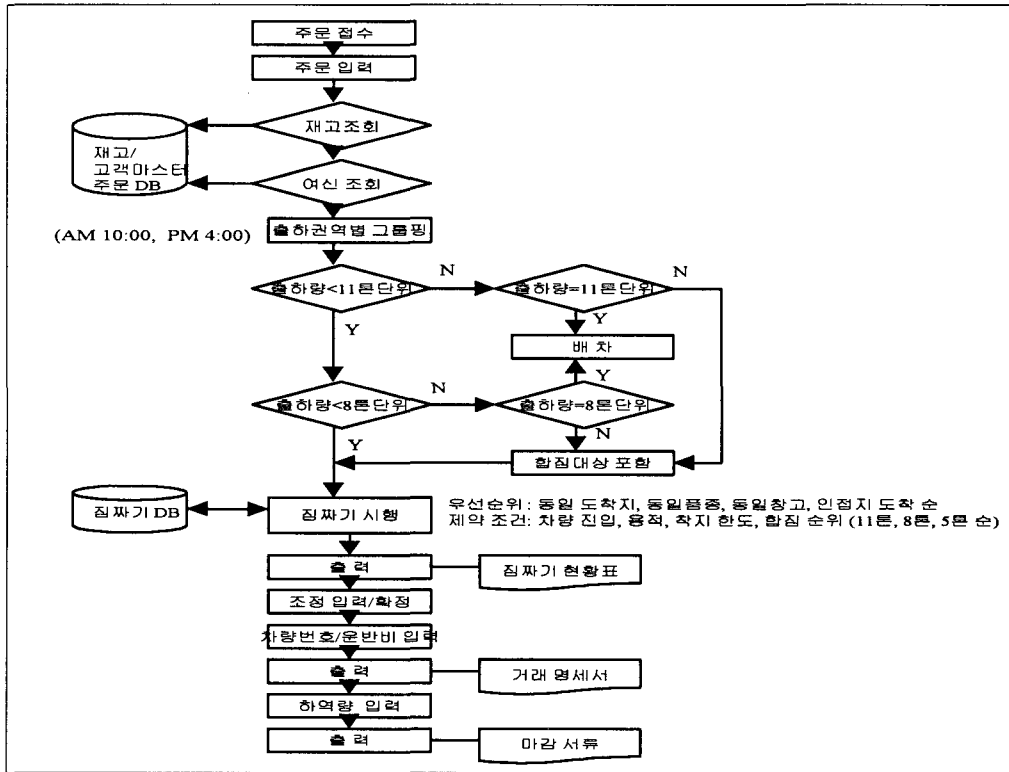 주문 접수
주문 입력
재고조회
재고/
고객마스터
주문 DB
여신 조회
(AM 10:00, PM 4:00)
출하권역별 그룹핑
출하량<11톤단위
N
출하량=11톤단위
N
Y
Y
배 차
출하량<8톤단위
N
Y
출하량=8톤단위
Y
N
합짐대상 포함
짐짜기 DB
짐짜기 시행
우선순위 : 동일 도착지, 동일품종, 동일창고, 인접지 도착 순
제약 조건: 차량 진입, 용적, 착지 한도, 합짐 순위 (11톤, 8톤, 5톤 순)
출 력
짐짜기 현황표
조정 입력/확정
차량번호/운반비 입력
출 력
거래 명세서
하역량 입력
출 력
마감 서류